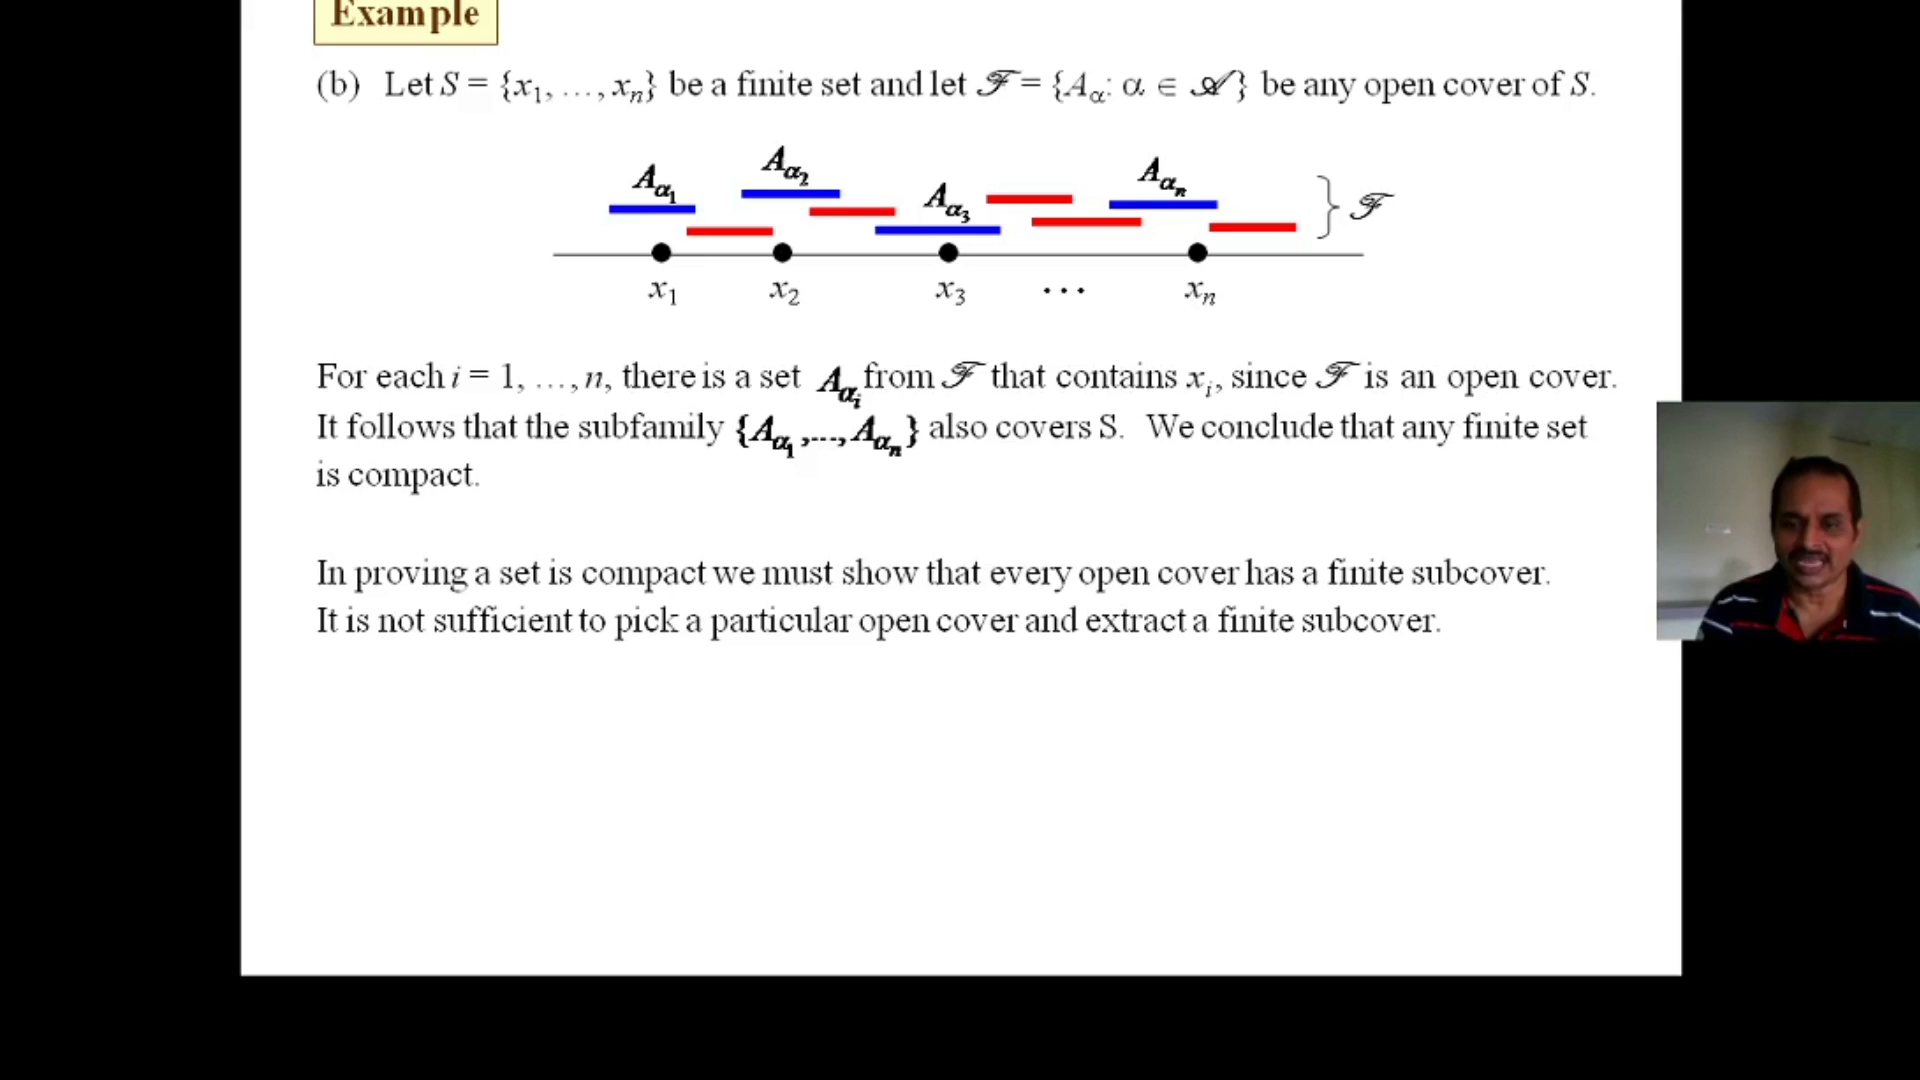 Example
(b) Let S = {x₁, …, xₙ} be a finite set and let ℱ = {A_α: α ∈ 𝒜} be any open cover of S.
A_α₁ A_α₂ A_α₃ A_αₙ } ℱ
x₁ x₂ x₃ … xₙ
For each i = 1, …, n, there is a set A_αᵢ from ℱ that contains xᵢ, since ℱ is an open cover.
It follows that the subfamily {A_α₁,…, A_αₙ} also covers S. We conclude that any finite set
is compact.
In proving a set is compact we must show that every open cover has a finite subcover.
It is not sufficient to pick a particular open cover and extract a finite subcover.